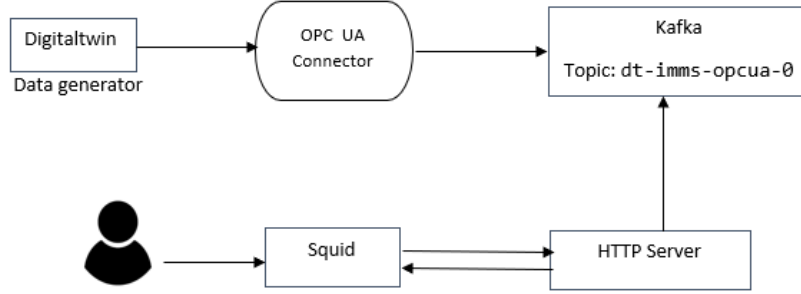 Digitaltwin
Data generator
OPC UA
Connector
Kafka
Topic: dt-imms-opcua-0
Squid
HTTP Server